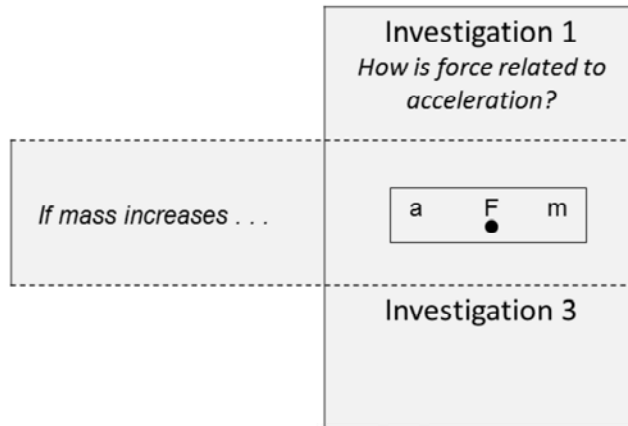 Investigation 1
How is force related to
acceleration?
If mass increases . . .
a F m
Investigation 3